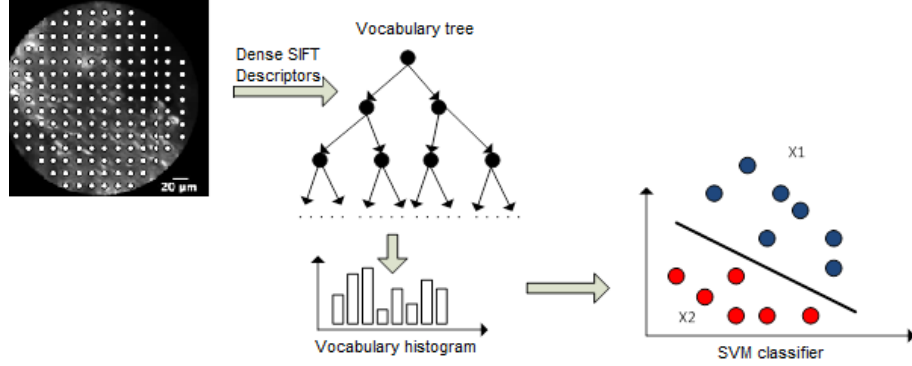 Vocabulary tree
Dense SIFT
Descriptors
20 µm
X1
X2
Vocabulary histogram
SVM classifier